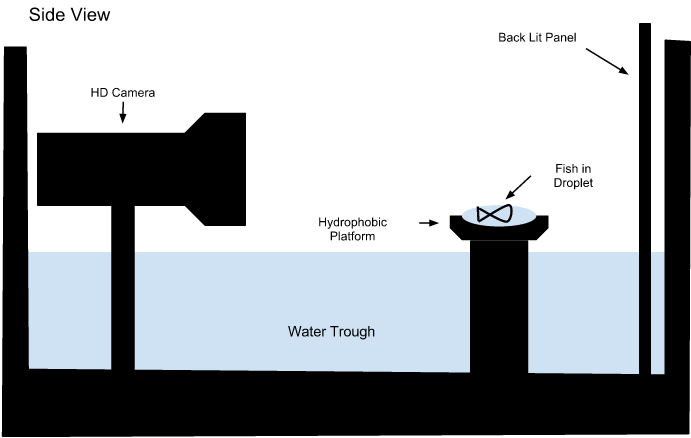 Side View
Back Lit Panel
HD Camera
Fish in
Droplet
Hydrophobic
Platform
Water Trough